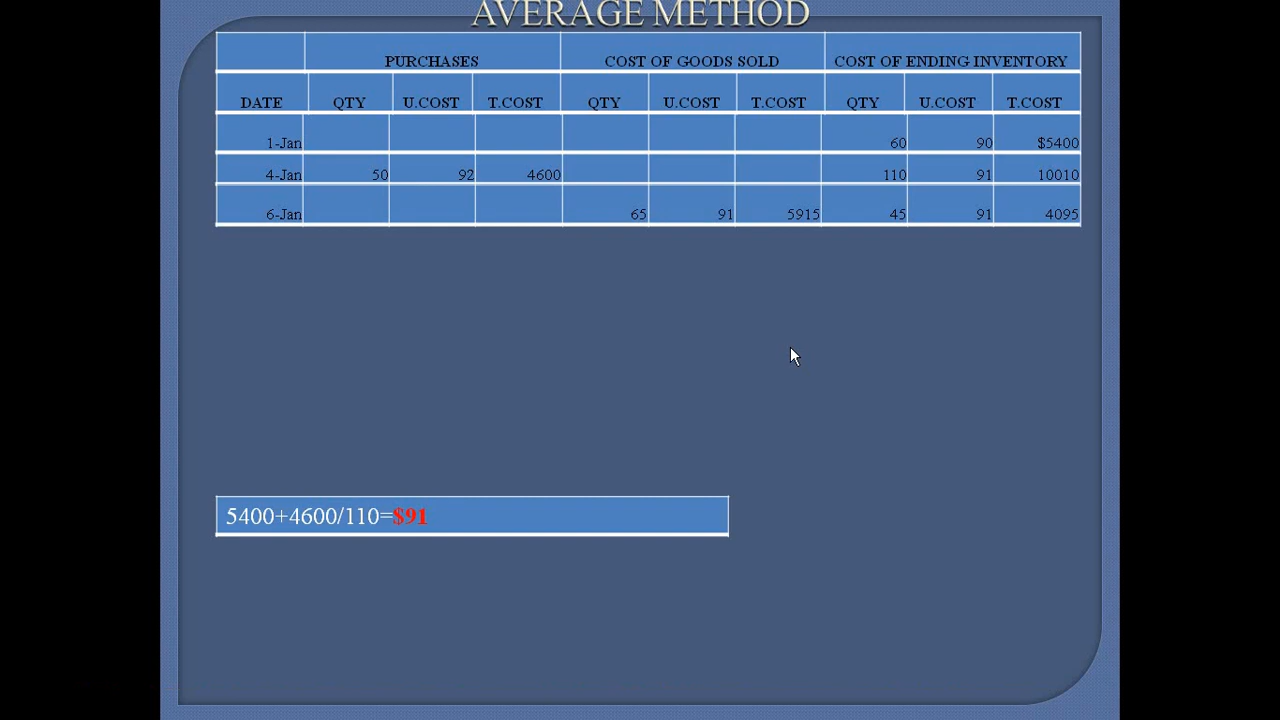 AVERAGE METHOD
PURCHASES COST OF GOODS SOLD COST OF ENDING INVENTORY
DATE QTY U.COST T.COST QTY U.COST T.COST QTY U.COST T.COST
1-Jan 60 90 $5400
4-Jan 50 92 4600 110 91 10010
6-Jan 65 91 5915 45 91 4095
5400+4600/110=$91